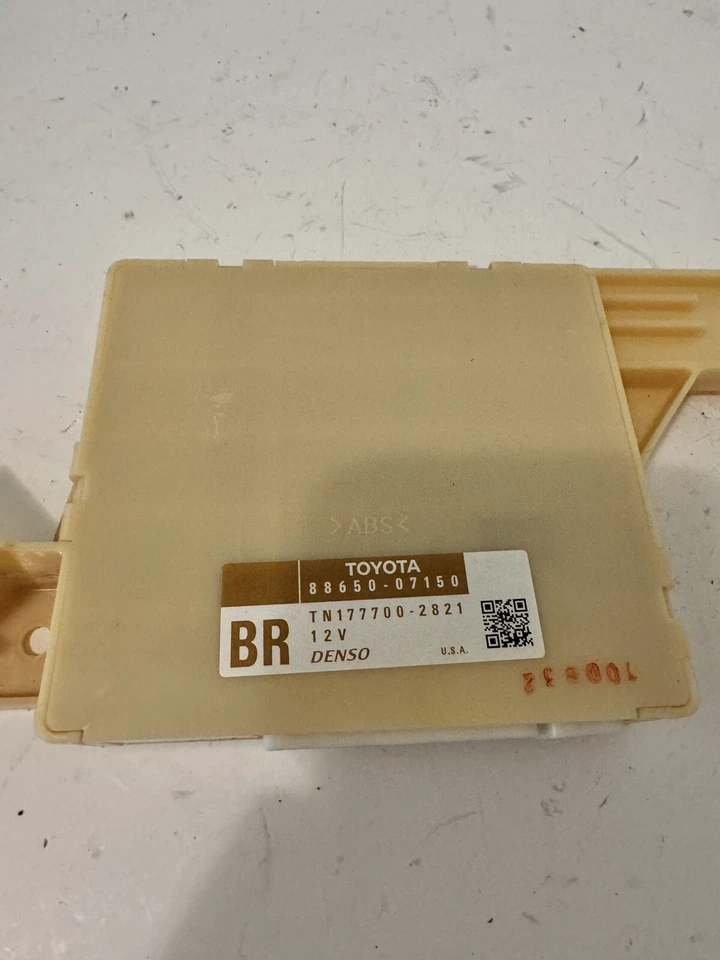 >ABS<
TOYOTA
88650-07150
TN177700-2821
BR
12V
DENSO
U.S.A.